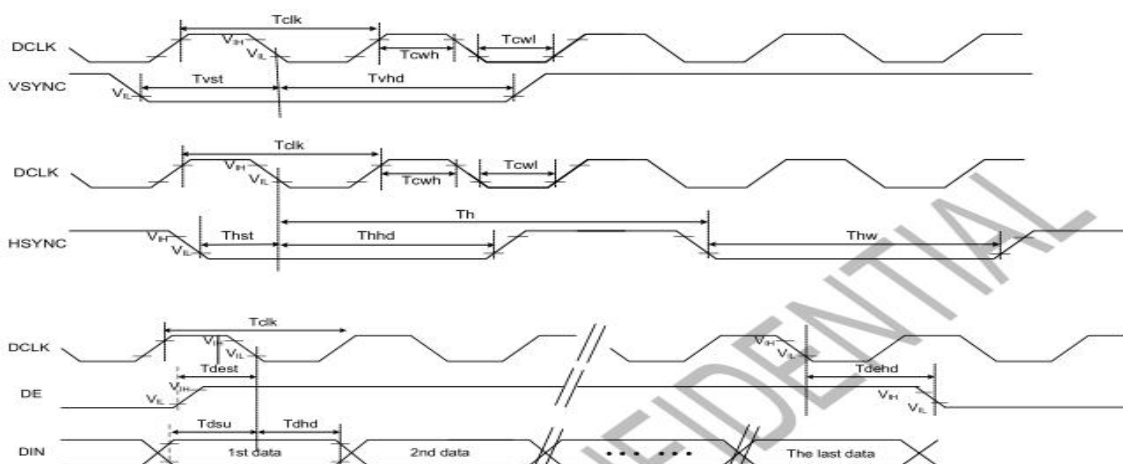 Tclk
DCLK VIH VIL Tcwh Tcwl
VSYNC VIL Tvst Tvhd
Tclk
DCLK VIH VIL Tcwh Tcwl
Th
HSYNC VIH VIL Thst Thhd Thw
Tclk
DCLK VIH VIL VIH VIL
Tdest Tdehd
DE VIH VIL VIH VIL
Tdsu Tdhd
DIN 1st data 2nd data The last data
NFIDENTIAL